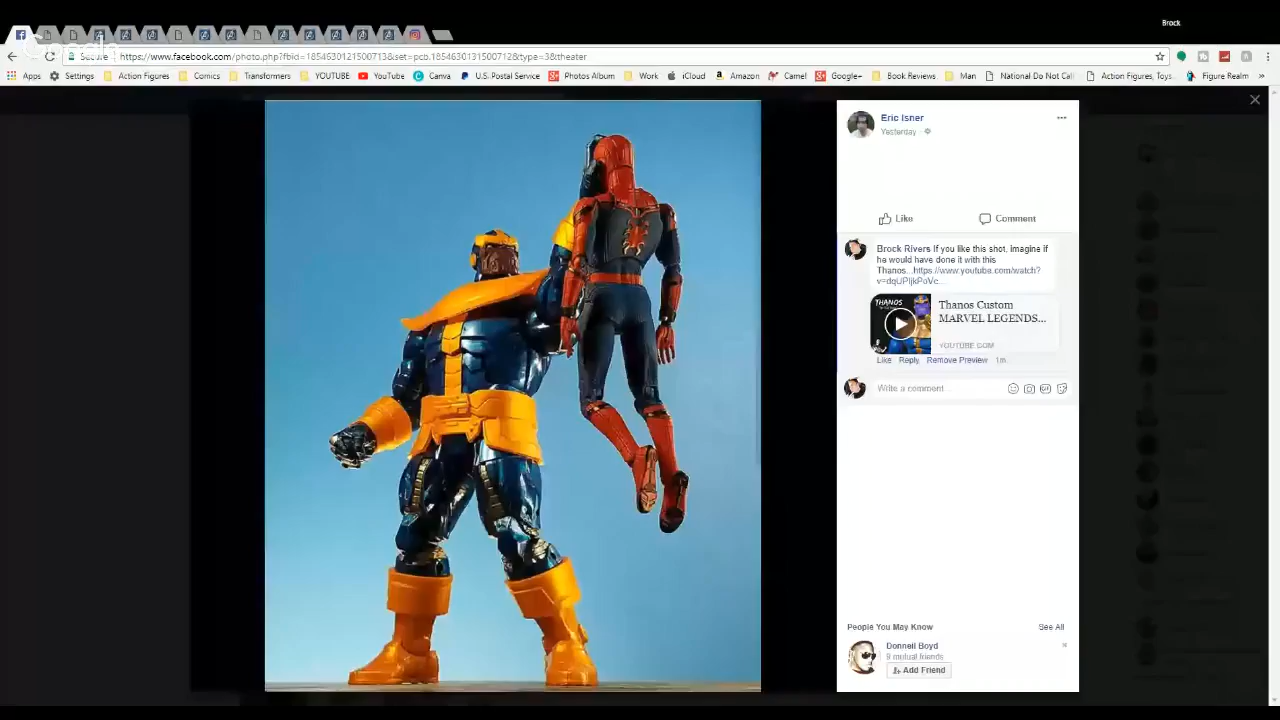 Brock
Google
Secure
https://www.facebook.com/photo.php?fbid=1854630121500713&set=pcb.1854630131500712&type=3&theater
Apps Settings Action Figures Comics Transformers YOUTUBE YouTube Canva U.S. Postal Service Photos Album Work iCloud Amazon Camel Google+ Book Reviews Man National Do Not Call Action Figures, Toys Figure Realm
Eric Isner
Yesterday
Like Comment
Brock Rivers If you like this shot, imagine if
he would have done it with this
Thanos...https://www.youtube.com/watch?
v=dqUPljkPoVc...
THANOS
Thanos Custom
MARVEL LEGENDS...
YOUTUBE.COM
Like Reply Remove Preview 1m
Write a comment...
People You May Know See All
Donnell Boyd
9 mutual friends
Add Friend